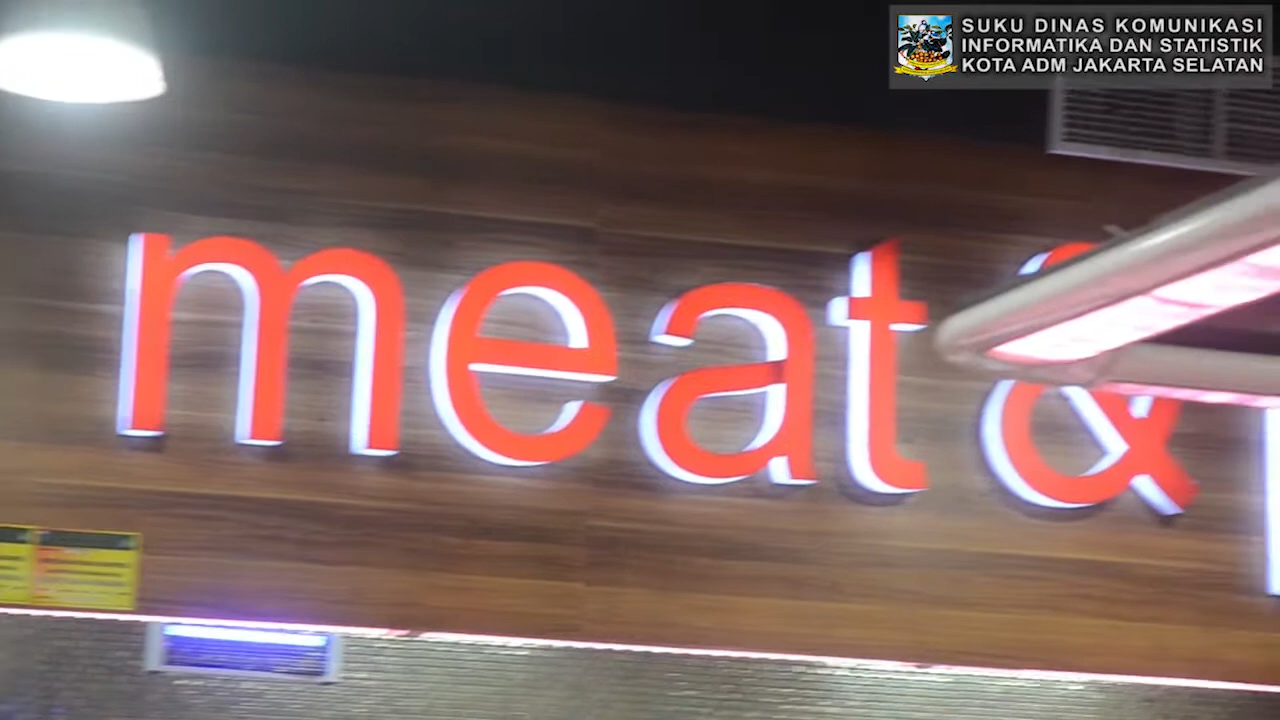 SUKU DINAS KOMUNIKASI
INFORMATIKA DAN STATISTIK
KOTA ADM JAKARTA SELATAN
meat &